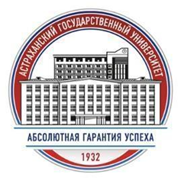 АСТРАХАНСКИЙ ГОСУДАРСТВЕННЫЙ УНИВЕРСИТЕТ
АБСОЛЮТНАЯ ГАРАНТИЯ УСПЕХА
1932